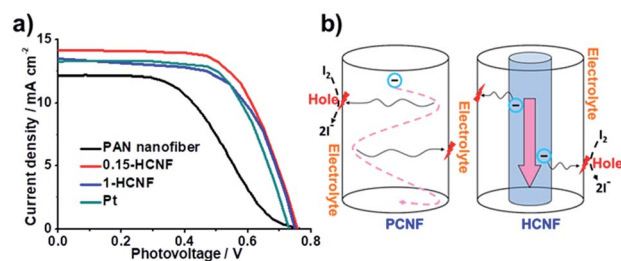 a)
Current density / mA cm⁻²
15
10
5
0
0.0 0.2 0.4 0.6 0.8
Photovoltage / V
PAN nanofiber
0.15-HCNF
1-HCNF
Pt
b)
I₂
Hole
2I⁻
Electrolyte
Electrolyte
PCNF
Electrolyte
I₂
Hole
2I⁻
HCNF